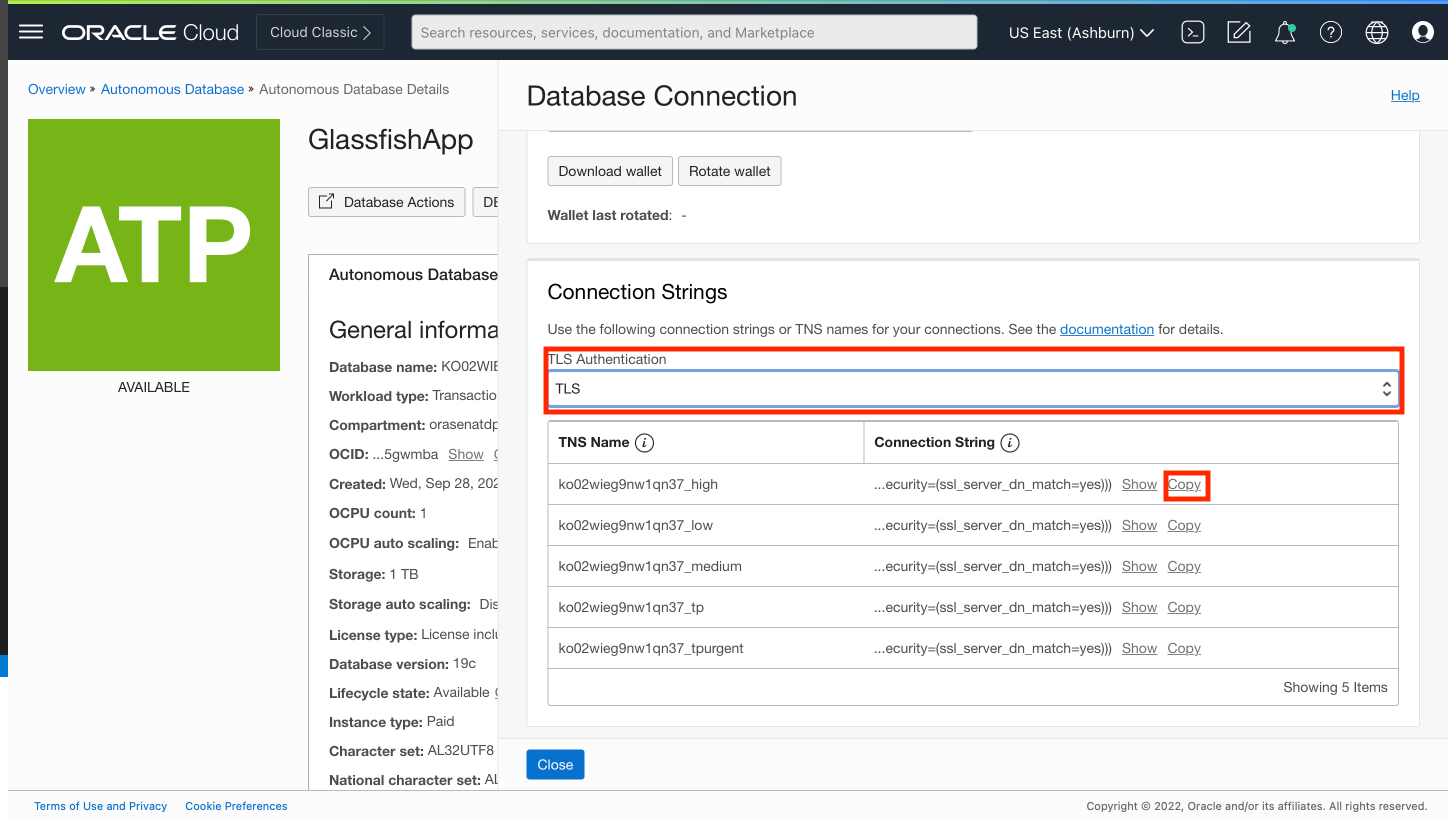 ORACLE Cloud
Cloud Classic
Search resources, services, documentation, and Marketplace
US East (Ashburn)
Overview » Autonomous Database » Autonomous Database Details
ATP
AVAILABLE
GlassfishApp
Database Actions
DB
Autonomous Database
General informa
Database name: KO02WIE
Workload type: Transactio
Compartment: orasenatdp
OCID: ...5gwmba Show C
Created: Wed, Sep 28, 202
OCPU count: 1
OCPU auto scaling: Enab
Storage: 1 TB
Storage auto scaling: Dis
License type: License inclu
Database version: 19c
Lifecycle state: Available
Instance type: Paid
Character set: AL32UTF8
National character set: AL
Database Connection
Help
Download wallet
Rotate wallet
Wallet last rotated: -
Connection Strings
Use the following connection strings or TNS names for your connections. See the documentation for details.
TLS Authentication
TLS
TNS Name i Connection String i
ko02wieg9nw1qn37_high ...ecurity=(ssl_server_dn_match=yes))) Show Copy
ko02wieg9nw1qn37_low ...ecurity=(ssl_server_dn_match=yes))) Show Copy
ko02wieg9nw1qn37_medium ...ecurity=(ssl_server_dn_match=yes))) Show Copy
ko02wieg9nw1qn37_tp ...ecurity=(ssl_server_dn_match=yes))) Show Copy
ko02wieg9nw1qn37_tpurgent ...ecurity=(ssl_server_dn_match=yes))) Show Copy
Showing 5 Items
Close
Terms of Use and Privacy Cookie Preferences
Copyright © 2022, Oracle and/or its affiliates. All rights reserved.